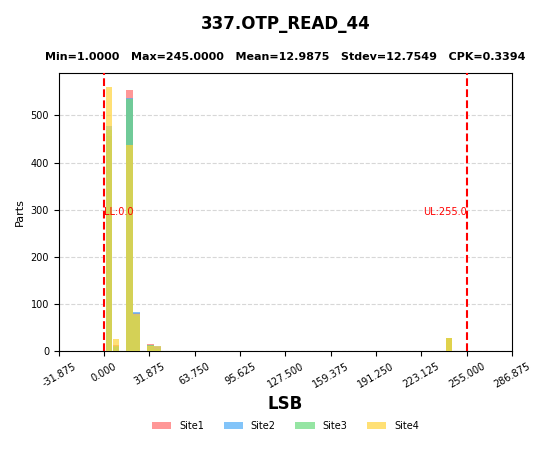 337.OTP_READ_44
Min=1.0000 Max=245.0000 Mean=12.9875 Stdev=12.7549 CPK=0.3394
500
400
300
200
100
0
Parts
LL:0.0
UL:255.0
-31.875 0.000 31.875 63.750 95.625 127.500 159.375 191.250 223.125 255.000 286.875
LSB
Site1 Site2 Site3 Site4